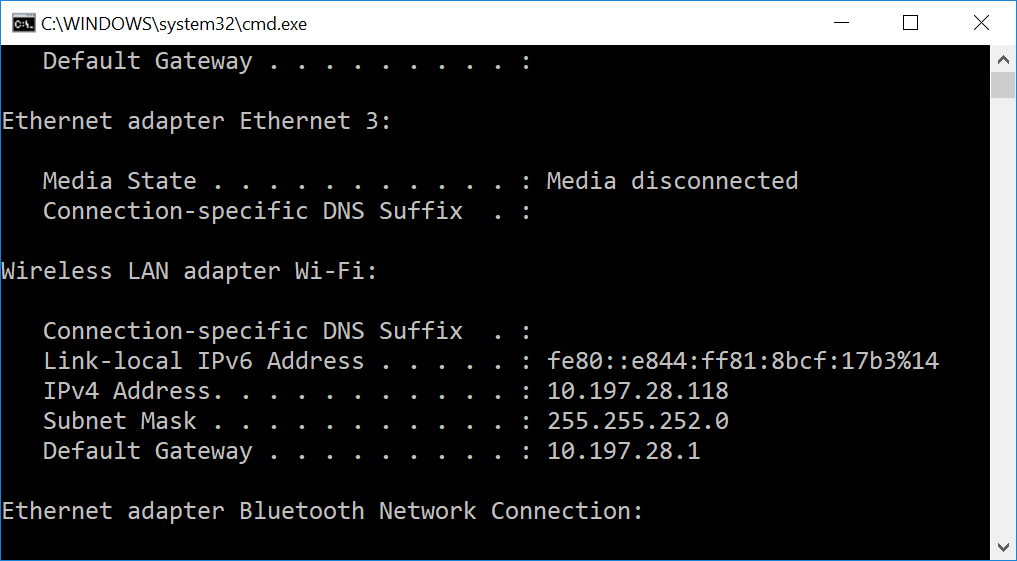 C:\WINDOWS\system32\cmd.exe
Default Gateway . . . . . . . . . :
Ethernet adapter Ethernet 3:
Media State . . . . . . . . . . . : Media disconnected
Connection-specific DNS Suffix  . :
Wireless LAN adapter Wi-Fi:
Connection-specific DNS Suffix  . :
Link-local IPv6 Address . . . . . : fe80::e844:ff81:8bcf:17b3%14
IPv4 Address. . . . . . . . . . . : 10.197.28.118
Subnet Mask . . . . . . . . . . . : 255.255.252.0
Default Gateway . . . . . . . . . : 10.197.28.1
Ethernet adapter Bluetooth Network Connection: